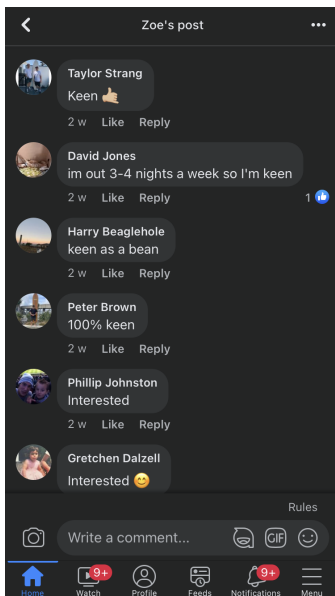 Zoe's post
Taylor Strang
Keen 🤙🏼
2 w Like Reply
David Jones
im out 3-4 nights a week so I'm keen
2 w Like Reply 1
Harry Beaglehole
keen as a bean
2 w Like Reply
Peter Brown
100% keen
2 w Like Reply
Phillip Johnston
Interested
2 w Like Reply
Gretchen Dalzell
Interested 😊
Rules
Write a comment...
GIF
9+ 9+
Home Watch Profile Feeds Notifications Menu